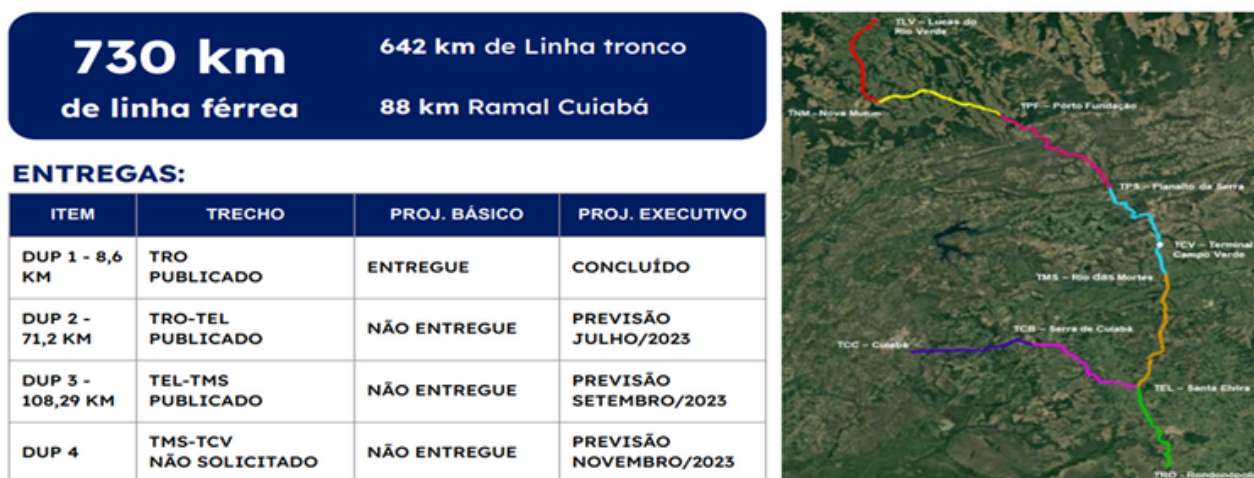 730 km
de linha férrea
642 km de Linha tronco
88 km Ramal Cuiabá
ENTREGAS:
ITEM TRECHO PROJ. BÁSICO PROJ. EXECUTIVO
DUP 1 - 8,6 KM
TRO PUBLICADO
ENTREGUE
CONCLUÍDO
DUP 2 - 71,2 KM
TRO-TEL PUBLICADO
NÃO ENTREGUE
PREVISÃO JULHO/2023
DUP 3 - 108,29 KM
TEL-TMS PUBLICADO
NÃO ENTREGUE
PREVISÃO SETEMBRO/2023
DUP 4
TMS-TCV NÃO SOLICITADO
NÃO ENTREGUE
PREVISÃO NOVEMBRO/2023
TLV – Lucas do
Rio Verde
TNM – Nova Mutum
TPF – Porto Fundação
TPS – Planalto da Serra
TCV – Terminal
Campo Verde
TMS – Rio das Mortes
TCB – Serra de Cuiabá
TCC – Cuiabá
TEL – Santa Elvira
TRO – Rondonópolis